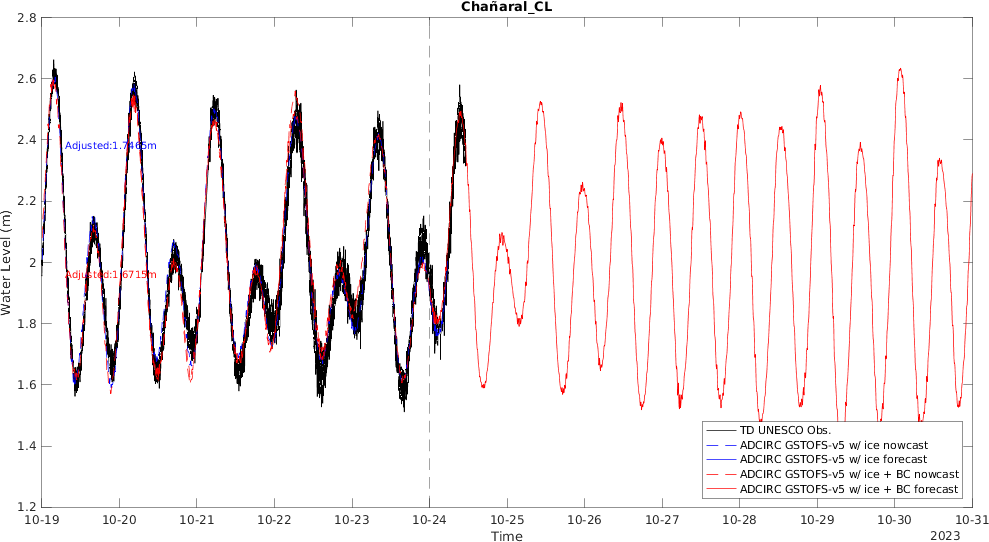 Chañaral_CL
2.8
2.6
2.4
2.2
2
1.8
1.6
1.4
1.2
Water Level (m)
Adjusted:1.7465m
Adjusted:1.6715m
TD UNESCO Obs.
ADCIRC GSTOFS-v5 w/ ice nowcast
ADCIRC GSTOFS-v5 w/ ice forecast
ADCIRC GSTOFS-v5 w/ ice + BC nowcast
ADCIRC GSTOFS-v5 w/ ice + BC forecast
10-19 10-20 10-21 10-22 10-23 10-24 10-25 10-26 10-27 10-28 10-29 10-30 10-31
Time
2023